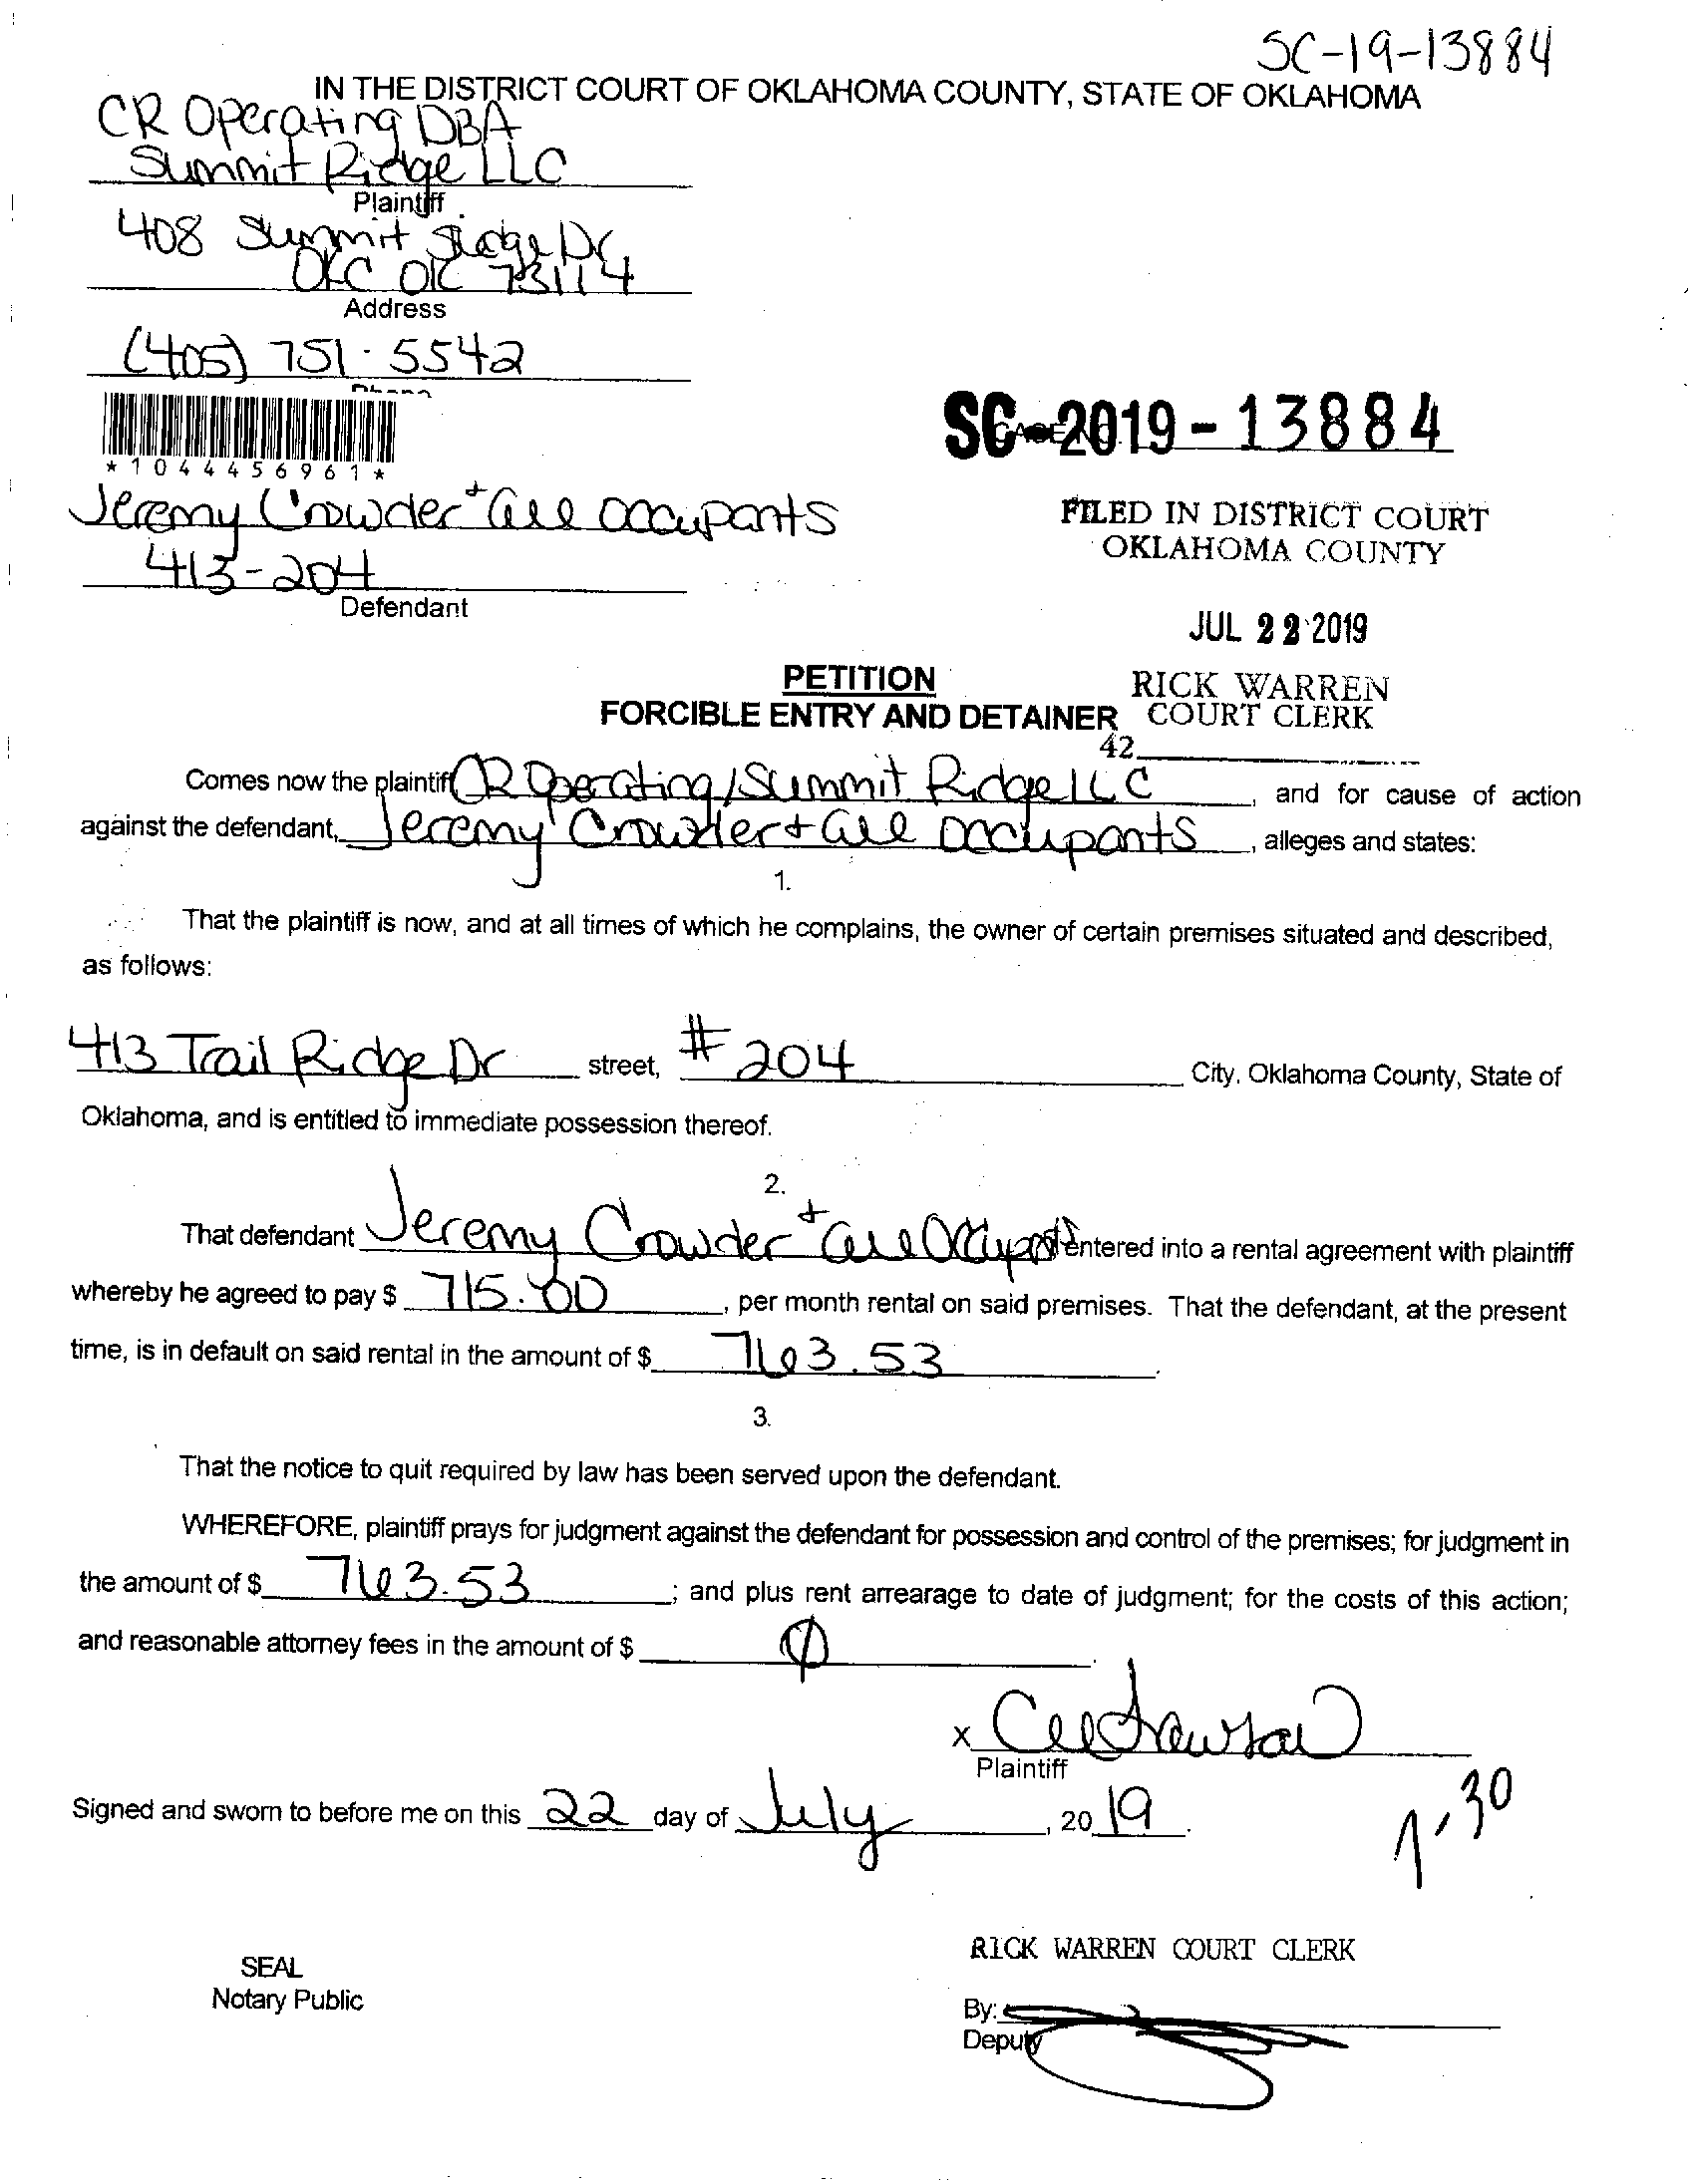 SC-19-13884
IN THE DISTRICT COURT OF OKLAHOMA COUNTY, STATE OF OKLAHOMA
CR Operating DBA
Summit Ridge LLC
Plaintiff
408 Summit Ridge Dr
OKC OK 73114
Address
(405) 751-5542
Phone
*1044456961*
SC-2019-13884
Jeremy Crowder + all occupants
413-204
Defendant
FILED IN DISTRICT COURT
OKLAHOMA COUNTY
JUL 22 2019
RICK WARREN
COURT CLERK
42
PETITION
FORCIBLE ENTRY AND DETAINER
Comes now the plaintiff CR Operating/Summit Ridge LLC, and for cause of action
against the defendant, Jeremy Crowder + all occupants, alleges and states:
1.
That the plaintiff is now, and at all times of which he complains, the owner of certain premises situated and described,
as follows:
413 Trail Ridge Dr street, # 204 City, Oklahoma County, State of
Oklahoma, and is entitled to immediate possession thereof.
2.
That defendant Jeremy Crowder + all Occupants entered into a rental agreement with plaintiff
whereby he agreed to pay $ 715.00, per month rental on said premises. That the defendant, at the present
time, is in default on said rental in the amount of $ 763.53.
3.
That the notice to quit required by law has been served upon the defendant.
WHEREFORE, plaintiff prays for judgment against the defendant for possession and control of the premises; for judgment in
the amount of $ 763.53; and plus rent arrearage to date of judgment; for the costs of this action;
and reasonable attorney fees in the amount of $ Ø.
x
Plaintiff
Signed and sworn to before me on this 22 day of July, 2019.
1-30
RICK WARREN COURT CLERK
SEAL
Notary Public
By:
Deputy